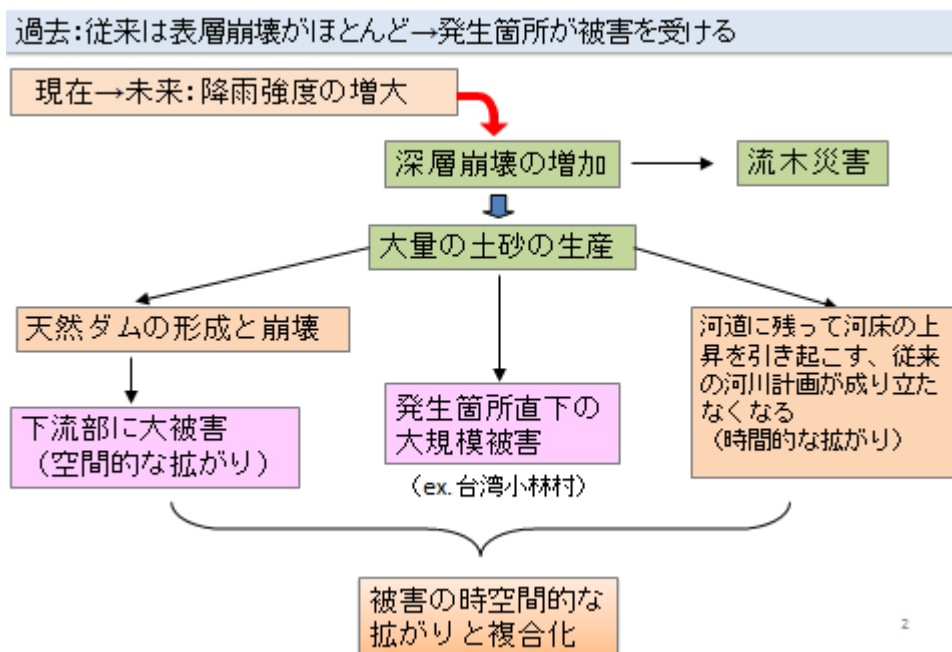 過去:従来は表層崩壊がほとんど→発生箇所が被害を受ける
現在→未来:降雨強度の増大
深層崩壊の増加
流木災害
大量の土砂の生産
天然ダムの形成と崩壊
下流部に大被害
(空間的な拡がり)
発生箇所直下の
大規模被害
(ex.台湾小林村)
河道に残って河床の上
昇を引き起こす、従来
の河川計画が成り立た
なくなる
(時間的な拡がり)
被害の時空間的な
拡がりと複合化
2